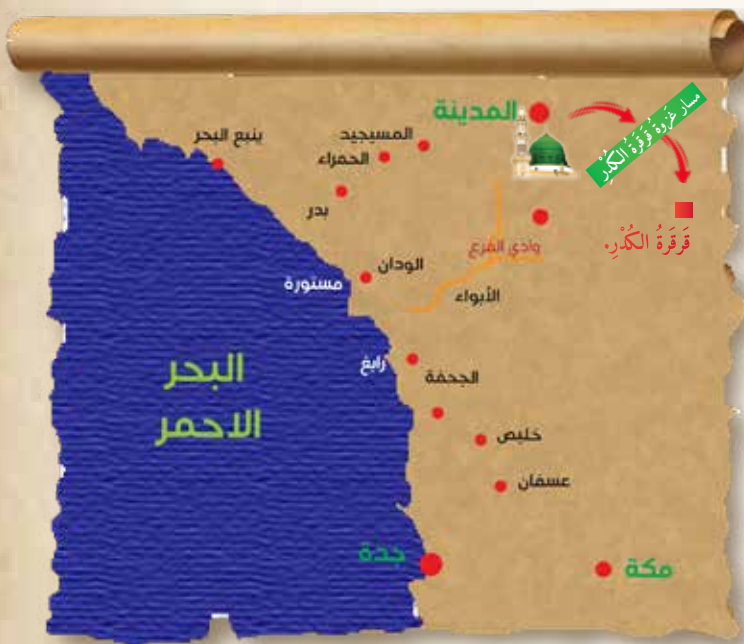 المدينة
مسار غزوة قرقرة الكدر
المسيجيد
ينبع البحر
الحمراء
بدر
قَرقَرةُ الكُدْرِ.
وادي الفرع
الودان
مستورة
الأبواء
رابغ
الجحفة
البحر
الاحمر
خليص
عسفان
جدة
مكة